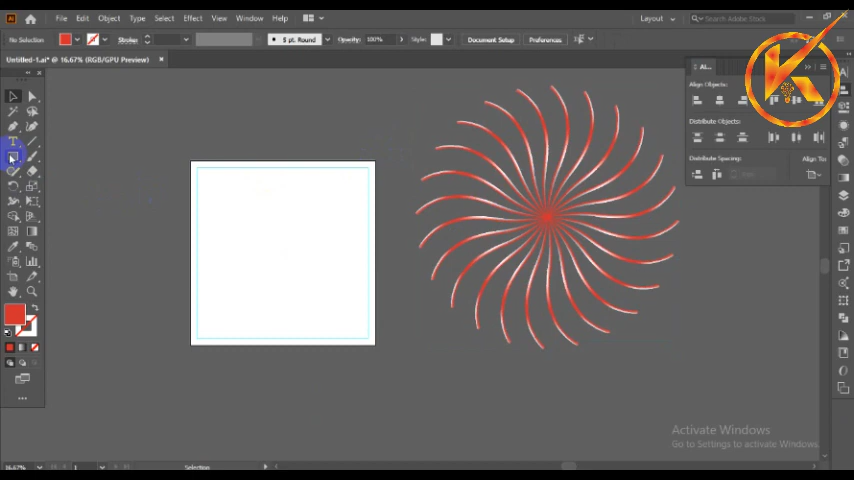 File Edit Object Type Select Effect View Window Help Layout Search Adobe Stock
No Selection Stroke: 5 pt. Round Opacity: 100% Style: Document Setup Preferences
Untitled-1.ai* @ 16.67% (RGB/GPU Preview)
Align Objects:
Distribute Objects:
Distribute Spacing: Align To:
Activate Windows
Go to Settings to activate Windows.
16.67% 1 Selection